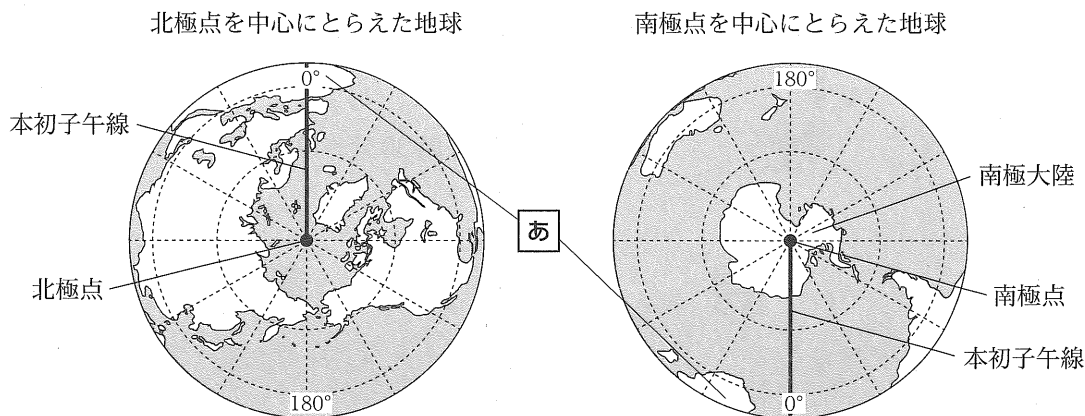 北極点を中心にとらえた地球
南極点を中心にとらえた地球
0°
180°
本初子午線
南極大陸
あ
北極点
南極点
本初子午線
180°
0°